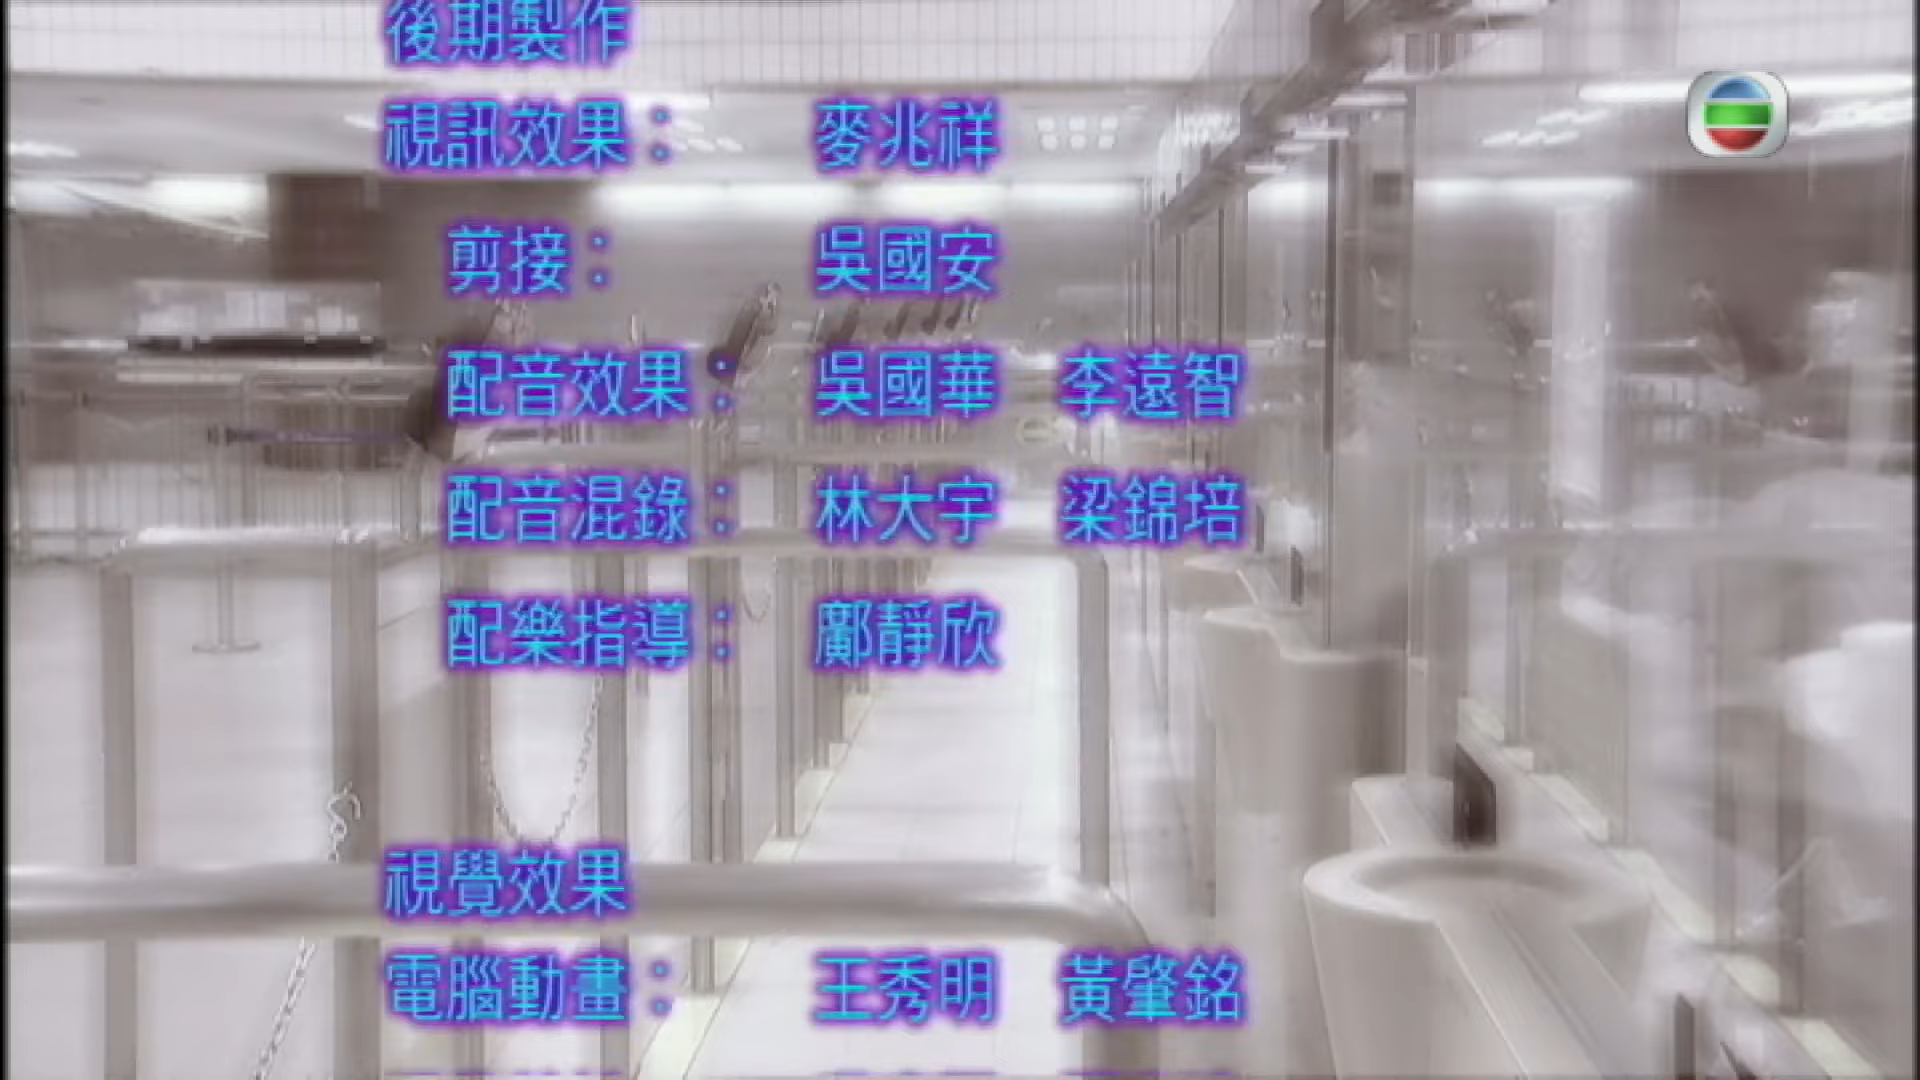 後期製作
視訊效果： 麥兆祥
剪接： 吳國安
配音效果： 吳國華 李遠智
配音混錄： 林大宇 梁錦培
配樂指導： 鄺靜欣
視覺效果
電腦動畫： 王秀明 黃肇銘